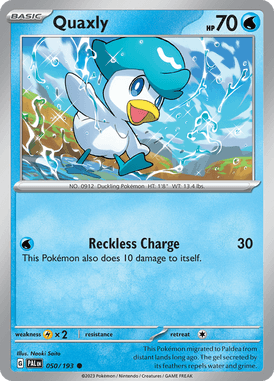 BASIC Quaxly HP 70
NO. 0912 Duckling Pokémon HT: 1'8" WT: 13.4 lbs.
Reckless Charge 30
This Pokémon also does 10 damage to itself.
weakness ×2 resistance retreat
Illus. Naoki Saito
G PAL EN 050/193
This Pokémon migrated to Paldea from
distant lands long ago. The gel secreted by
its feathers repels water and grime.
©2023 Pokémon / Nintendo / Creatures / GAME FREAK